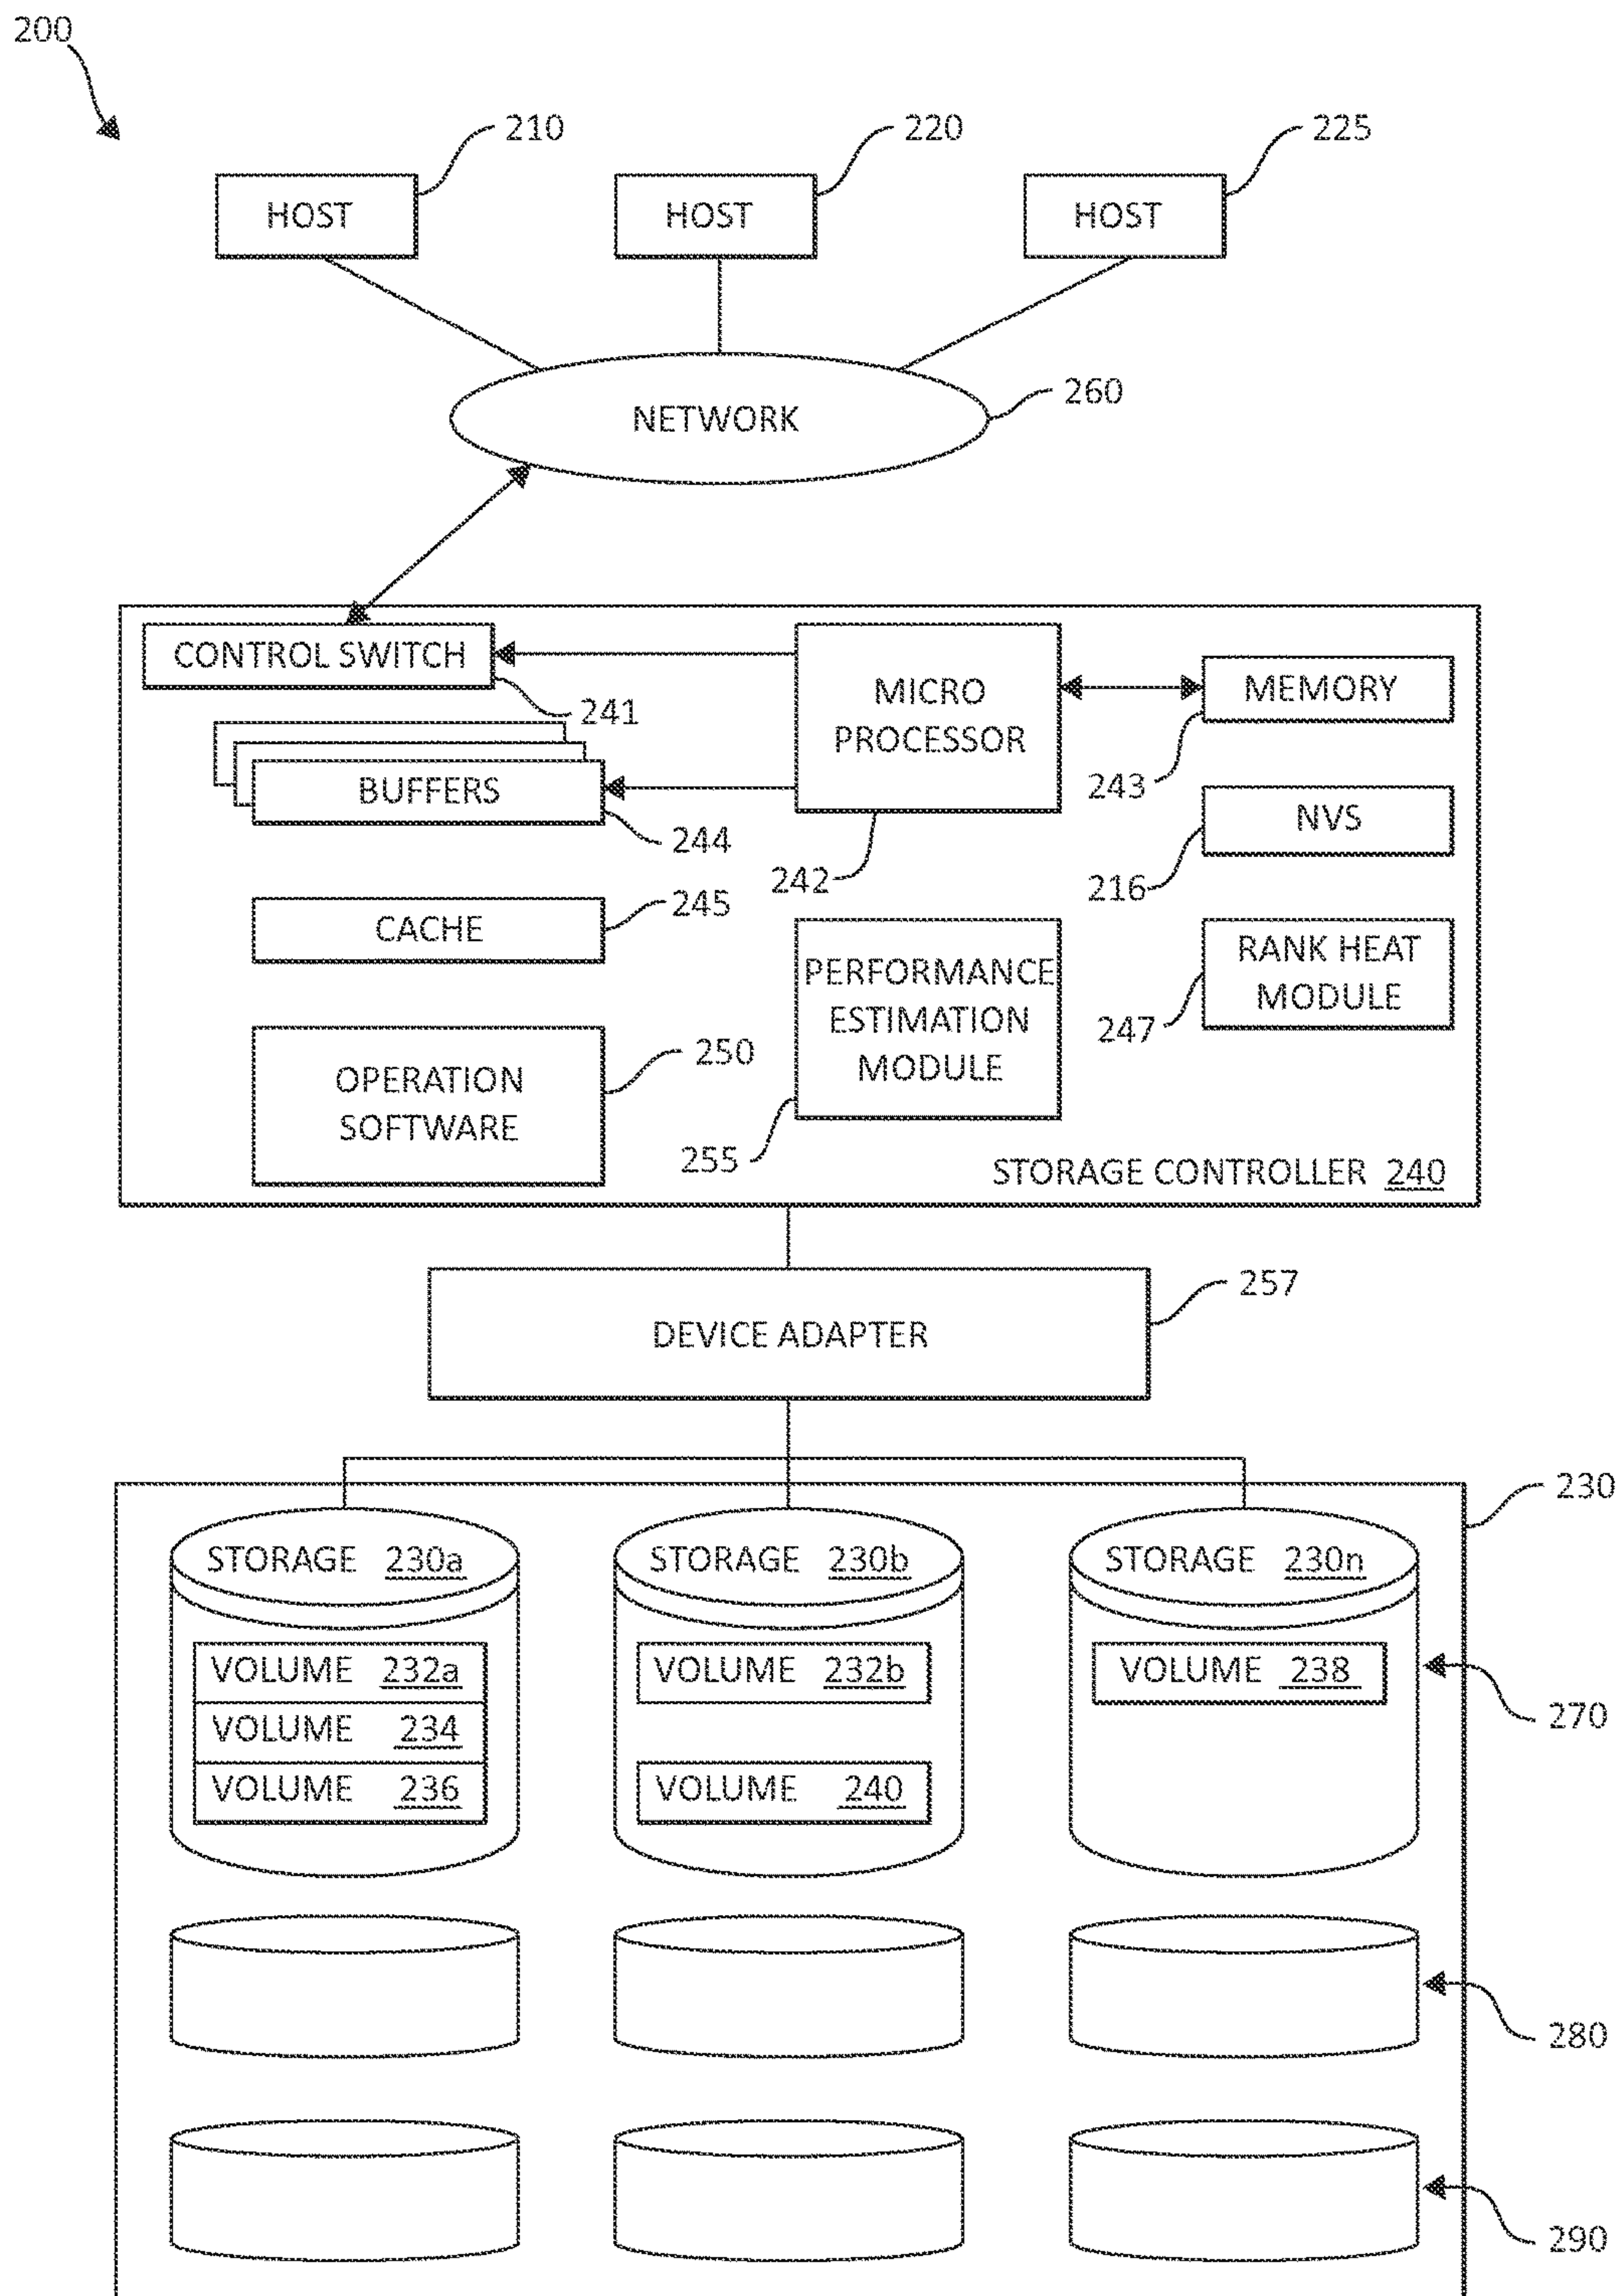 200
210
220
225
HOST
HOST
HOST
260
NETWORK
CONTROL SWITCH
241
MICRO
PROCESSOR
242
MEMORY
243
BUFFERS
244
NVS
216
CACHE
245
PERFORMANCE
ESTIMATION
MODULE
255
RANK HEAT
MODULE
247
OPERATION
SOFTWARE
250
STORAGE CONTROLLER 240
257
DEVICE ADAPTER
230
STORAGE 230a
STORAGE 230b
STORAGE 230n
VOLUME 232a
VOLUME 232b
VOLUME 238
270
VOLUME 234
VOLUME 236
VOLUME 240
280
290